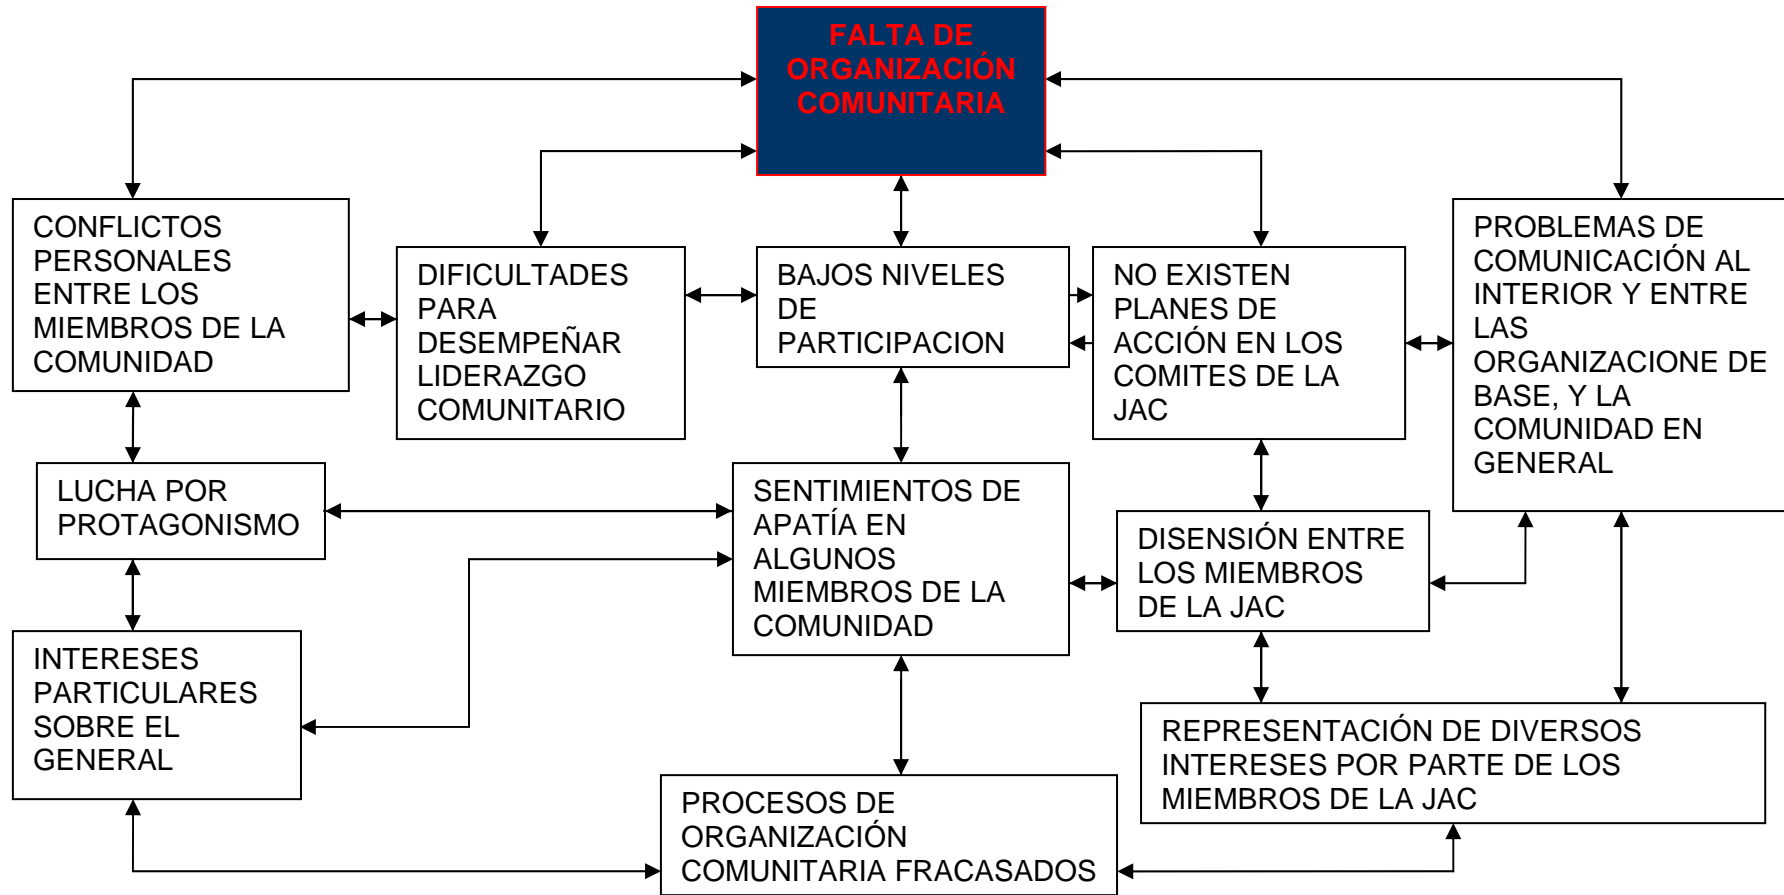 FALTA DE
ORGANIZACIÓN
COMUNITARIA
CONFLICTOS
PERSONALES
ENTRE LOS
MIEMBROS DE LA
COMUNIDAD
DIFICULTADES
PARA
DESEMPEÑAR
LIDERAZGO
COMUNITARIO
BAJOS NIVELES
DE
PARTICIPACION
NO EXISTEN
PLANES DE
ACCIÓN EN LOS
COMITES DE LA
JAC
PROBLEMAS DE
COMUNICACIÓN AL
INTERIOR Y ENTRE
LAS
ORGANIZACIONE DE
BASE, Y LA
COMUNIDAD EN
GENERAL
LUCHA POR
PROTAGONISMO
SENTIMIENTOS DE
APATÍA EN
ALGUNOS
MIEMBROS DE LA
COMUNIDAD
DISENSIÓN ENTRE
LOS MIEMBROS
DE LA JAC
INTERESES
PARTICULARES
SOBRE EL
GENERAL
REPRESENTACIÓN DE DIVERSOS
INTERESES POR PARTE DE LOS
MIEMBROS DE LA JAC
PROCESOS DE
ORGANIZACIÓN
COMUNITARIA FRACASADOS